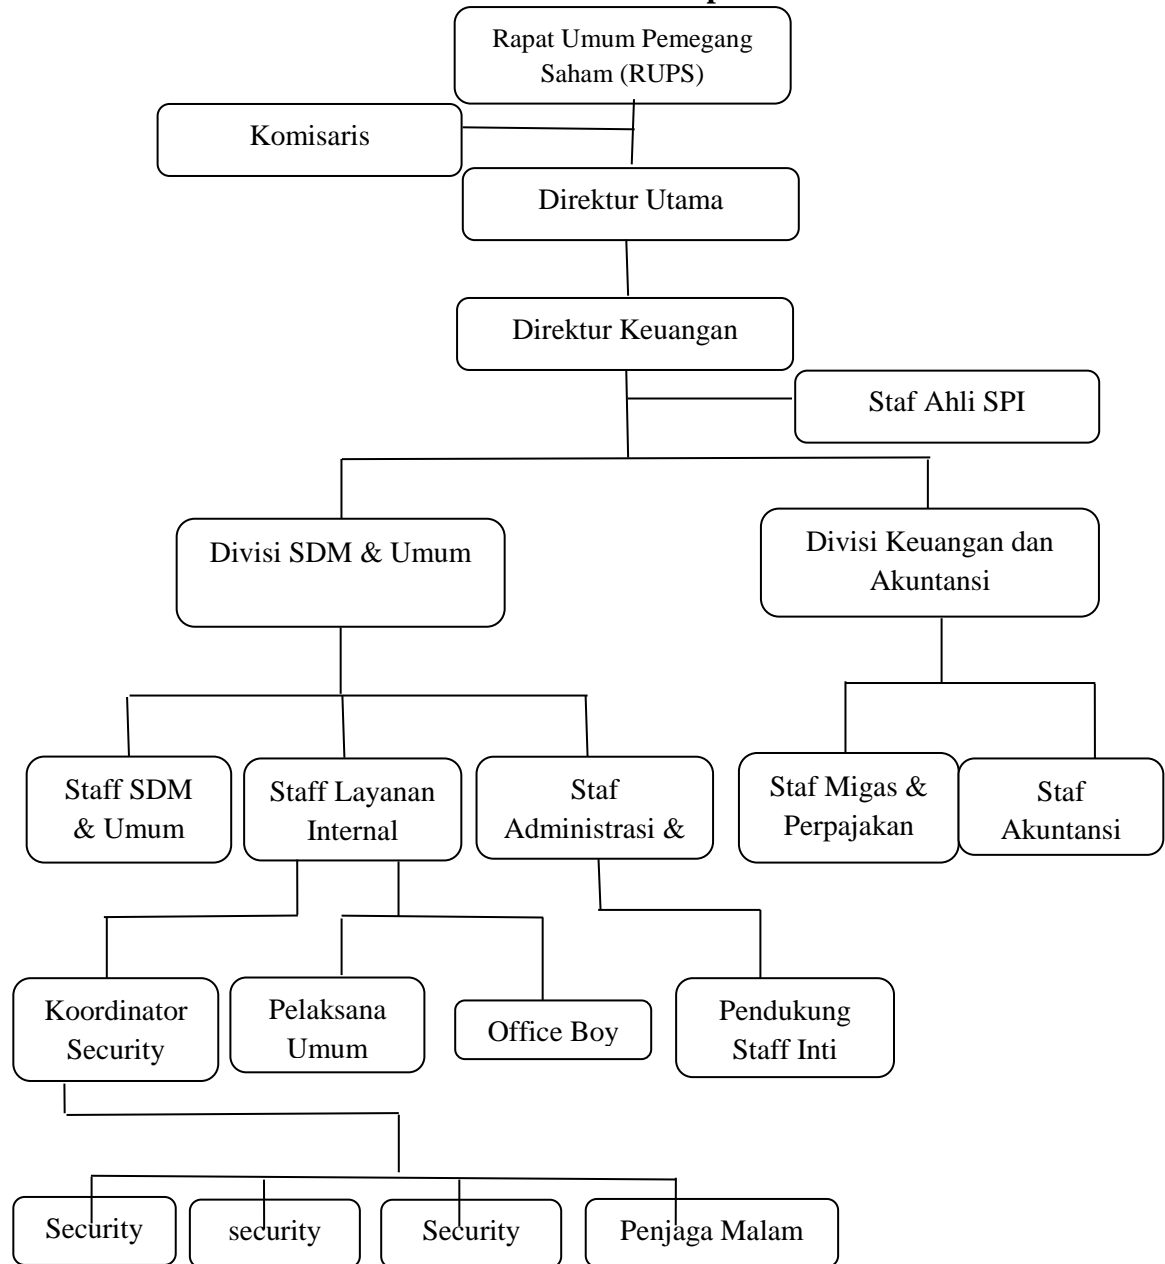 Rapat Umum Pemegang
Saham (RUPS)
Komisaris
Direktur Utama
Direktur Keuangan
Staf Ahli SPI
Divisi SDM & Umum
Divisi Keuangan dan
Akuntansi
Staff SDM
& Umum
Staff Layanan
Internal
Staf
Administrasi &
Staf Migas &
Perpajakan
Staf
Akuntansi
Koordinator
Security
Pelaksana
Umum
Office Boy
Pendukung
Staff Inti
Security
security
Security
Penjaga Malam